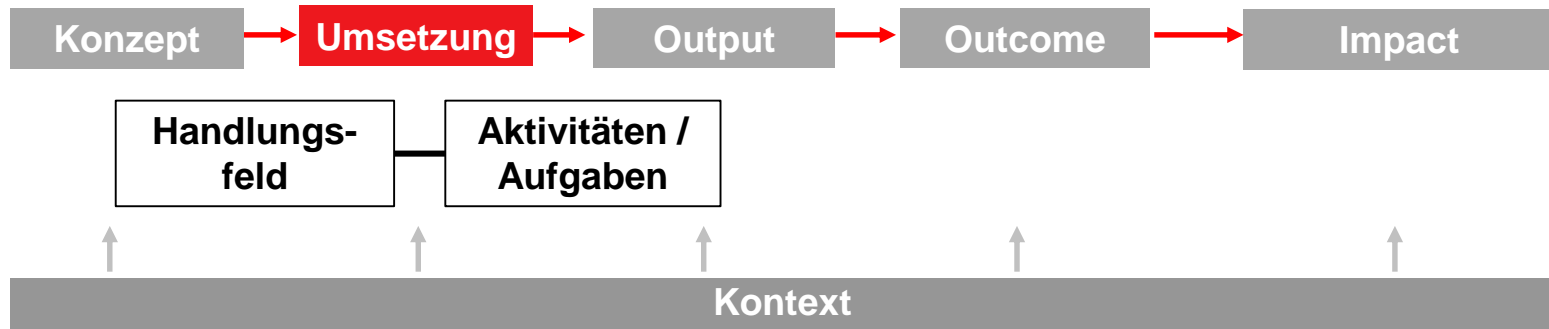 Konzept Umsetzung Output Outcome Impact
Handlungs-
feld
Aktivitäten /
Aufgaben
Kontext